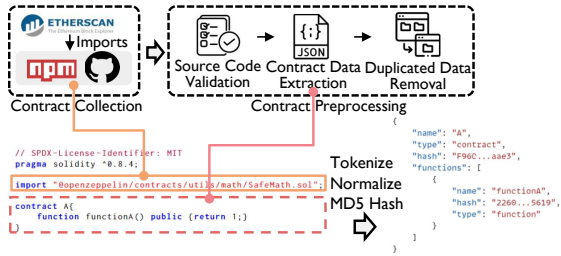 ETHERSCAN
The Ethereum Block Explorer
Imports
npm
Contract Collection
{;}
JSON
Source Code
Validation
Contract Data
Extraction
Duplicated Data
Removal
Contract Preprocessing
// SPDX-License-Identifier: MIT
pragma solidity ^0.8.4;
import "@openzeppelin/contracts/utils/math/SafeMath.sol";
contract A{
function functionA() public {return 1;}
}
Tokenize
Normalize
MD5 Hash
{
"name": "A",
"type": "contract",
"hash": "F96C...aae3",
"functions": [
{
"name": "functionA",
"hash": "2260...5619",
"type": "function"
}
]
}